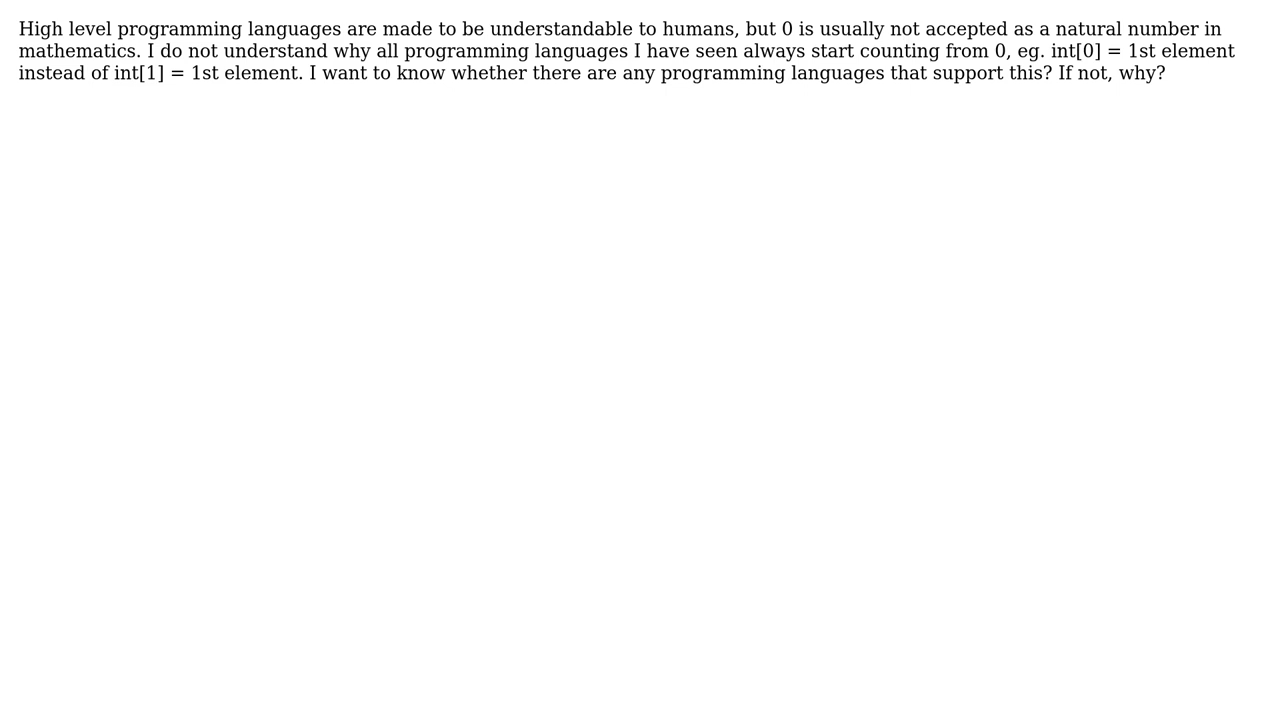 High level programming languages are made to be understandable to humans, but 0 is usually not accepted as a natural number in
mathematics. I do not understand why all programming languages I have seen always start counting from 0, eg. int[0] = 1st element
instead of int[1] = 1st element. I want to know whether there are any programming languages that support this? If not, why?